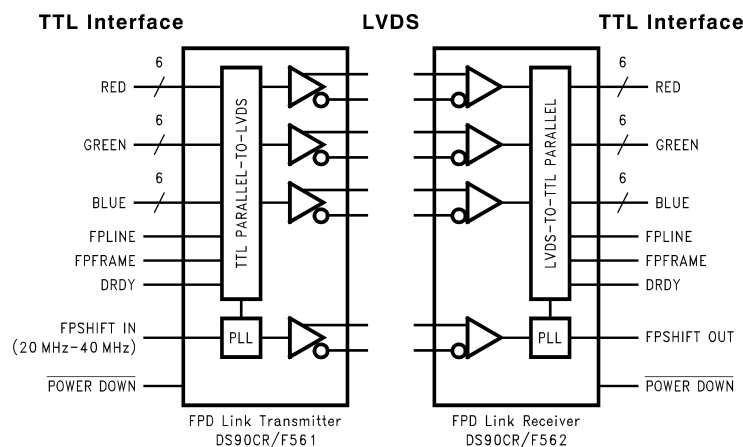 TTL Interface
LVDS
TTL Interface
6
RED
6
GREEN
6
BLUE
FPLINE
FPFRAME
DRDY
FPSHIFT IN
(20 MHz–40 MHz)
POWER DOWN
TTL PARALLEL-TO-LVDS
PLL
FPD Link Transmitter
DS90CR/F561
LVDS-TO-TTL PARALLEL
PLL
FPD Link Receiver
DS90CR/F562
6
RED
6
GREEN
6
BLUE
FPLINE
FPFRAME
DRDY
FPSHIFT OUT
POWER DOWN